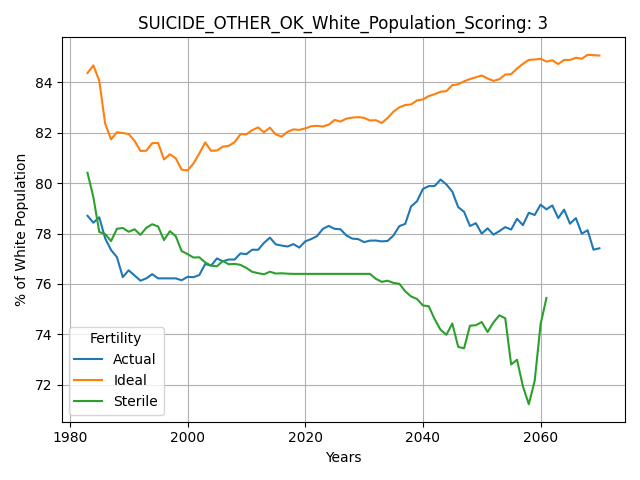 SUICIDE_OTHER_OK_White_Population_Scoring: 3
% of White Population
84
82
80
78
76
74
72
Fertility
Actual
Ideal
Sterile
1980
2000
2020
2040
2060
Years